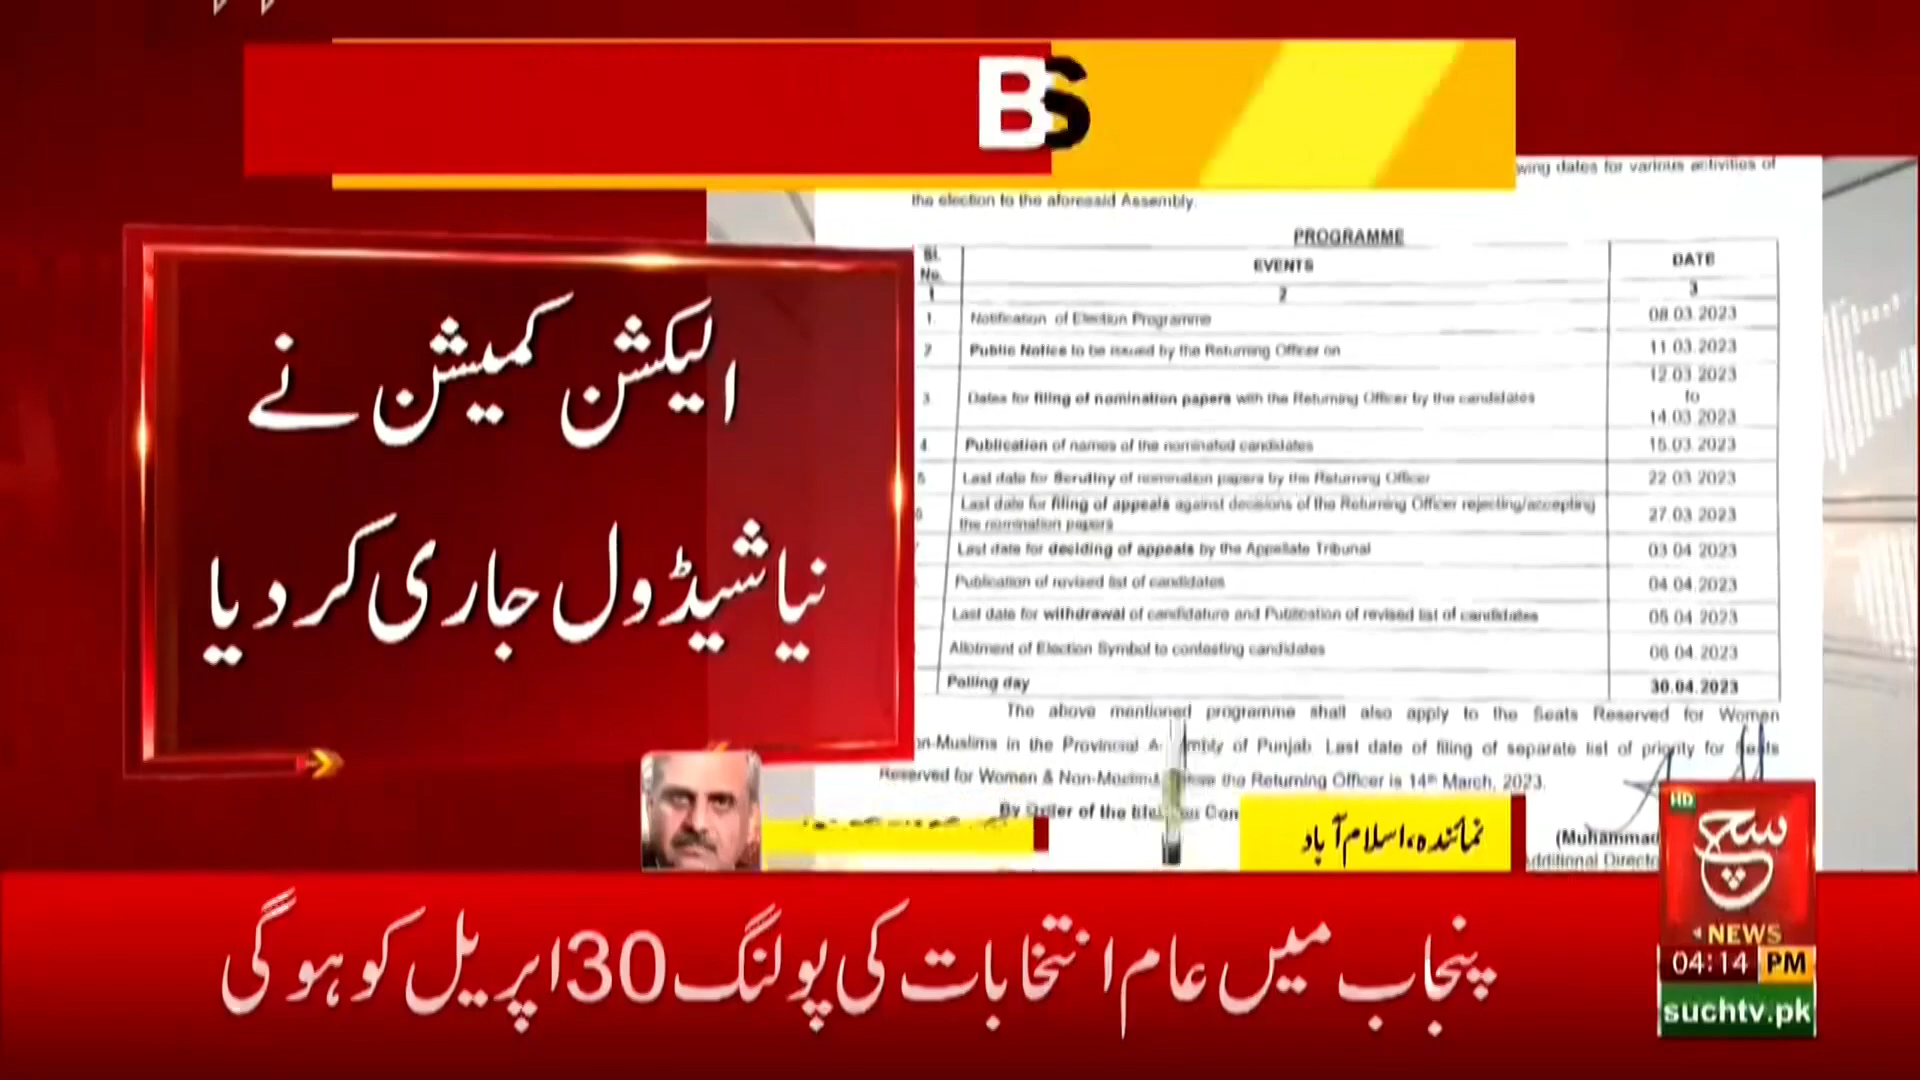 BS
wing dates for various activities of
the election to the aforesaid Assembly.
PROGRAMME
Sl. No. EVENTS DATE
1 2 3
1. Notification of Election Programme 08.03.2023
2 Public Notice to be issued by the Returning Officer on 11.03.2023
3. Dates for filing of nomination papers with the Returning Officer by the candidates 12.03.2023 to 14.03.2023
4 Publication of names of the nominated candidates 15.03.2023
5 Last date for Scrutiny of nomination papers by the Returning Officer 22.03.2023
6 Last date for filing of appeals against decisions of the Returning Officer rejecting/accepting
the nomination papers 27.03.2023
Last date for deciding of appeals by the Appellate Tribunal 03.04.2023
Publication of revised list of candidates 04.04.2023
Last date for withdrawal of candidature and Publication of revised list of candidates 05.04.2023
Allotment of Election Symbol to contesting candidates 06.04.2023
Polling day 30.04.2023
The above mentioned programme shall also apply to the Seats Reserved for Women
on-Muslims in the Provincial of Punjab. Last date of filing of separate list of priority for Seats
Reserved for Women & the Returning Officer is 14th March, 2023.
By Order of the
(Muhammad
dditional Direct
الیکشن کمیشن نے
نیا شیڈول جاری کر دیا
نمائندہ، اسلام آباد
پنجاب میں عام انتخابات کی پولنگ 30 اپریل کو ہوگی
HD
سچ
NEWS
04:14 PM
suchtv.pk